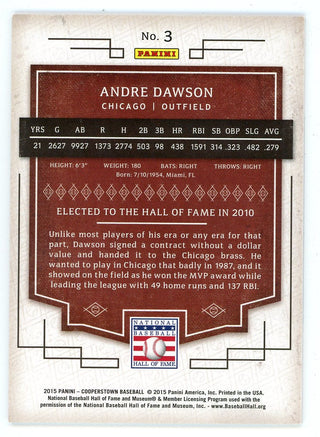 No. 3
PANINI
ANDRE DAWSON
CHICAGO | OUTFIELD
YRS G AB R H 2B 3B HR RBI SB OBP SLG AVG
21 2627 9927 1373 2774 503 98 438 1591 314 .323 .482 .279
HEIGHT: 6'3" WEIGHT: 180 BATS: RIGHT THROWS: RIGHT
Born: 7/10/1954, Miami, FL
ELECTED TO THE HALL OF FAME IN 2010
Unlike most players of his era or any era for that
part, Dawson signed a contract without a dollar
value and handed it to the Chicago brass. He
wanted to play in Chicago that badly in 1987, and it
showed on the field as he won the MVP award while
leading the league with 49 home runs and 137 RBI.
NATIONAL
BASEBALL
HALL OF FAME
2015 PANINI – COOPERSTOWN BASEBALL © 2015 Panini America, Inc. Printed in the USA.
National Baseball Hall of Fame and Museum® & Member Licensing Program used with the
permission of the National Baseball Hall of Fame and Museum, Inc. – www.BaseballHall.org